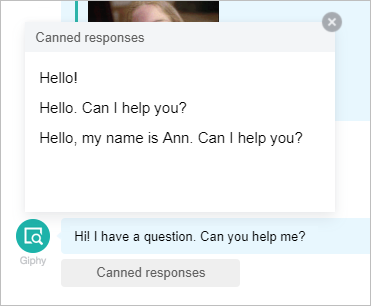 Canned responses
Hello!
Hello. Can I help you?
Hello, my name is Ann. Can I help you?
Hi! I have a question. Can you help me?
Giphy
Canned responses